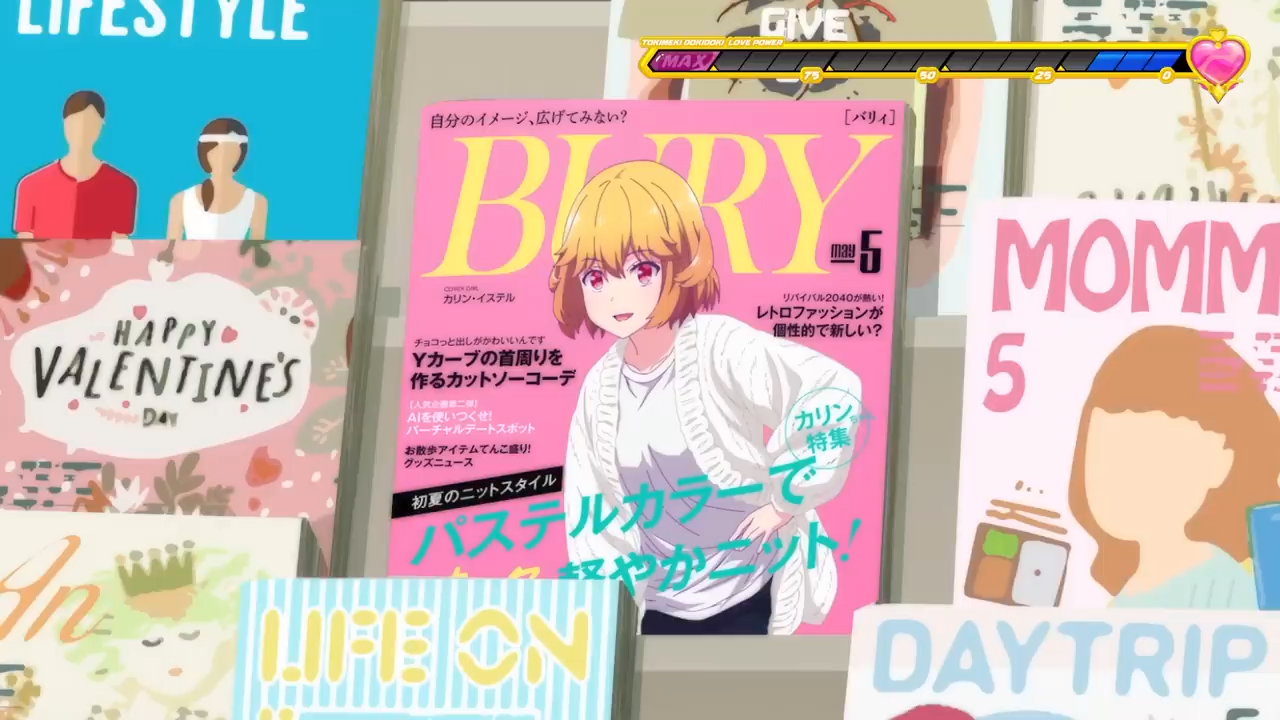 LIFESTYLE
GIVE
TOKIMEKI DOKIDOKI LOVE POWER
MAX
75
50
25
0
自分のイメージ、広げてみない?
[バリィ]
BURY
may 5
COVER GIRL
カリン・イステル
リバイバル2040が熱い!
レトロファッションが
個性的で新しい?
チョコっと出しがかわいいんです
Yカーブの首周りを
作るカットソーコーデ
【人気企画第二弾】
AIを使いつくせ!
バーチャルデートスポット
お散歩アイテムてんこ盛り!
グッズニュース
カリン
特集
初夏のニットスタイル
パステルカラーで
軽やかニット!
HAPPY
VALENTINE'S
DAY
MOMM
5
In
LIFE ON
DAYTRIP